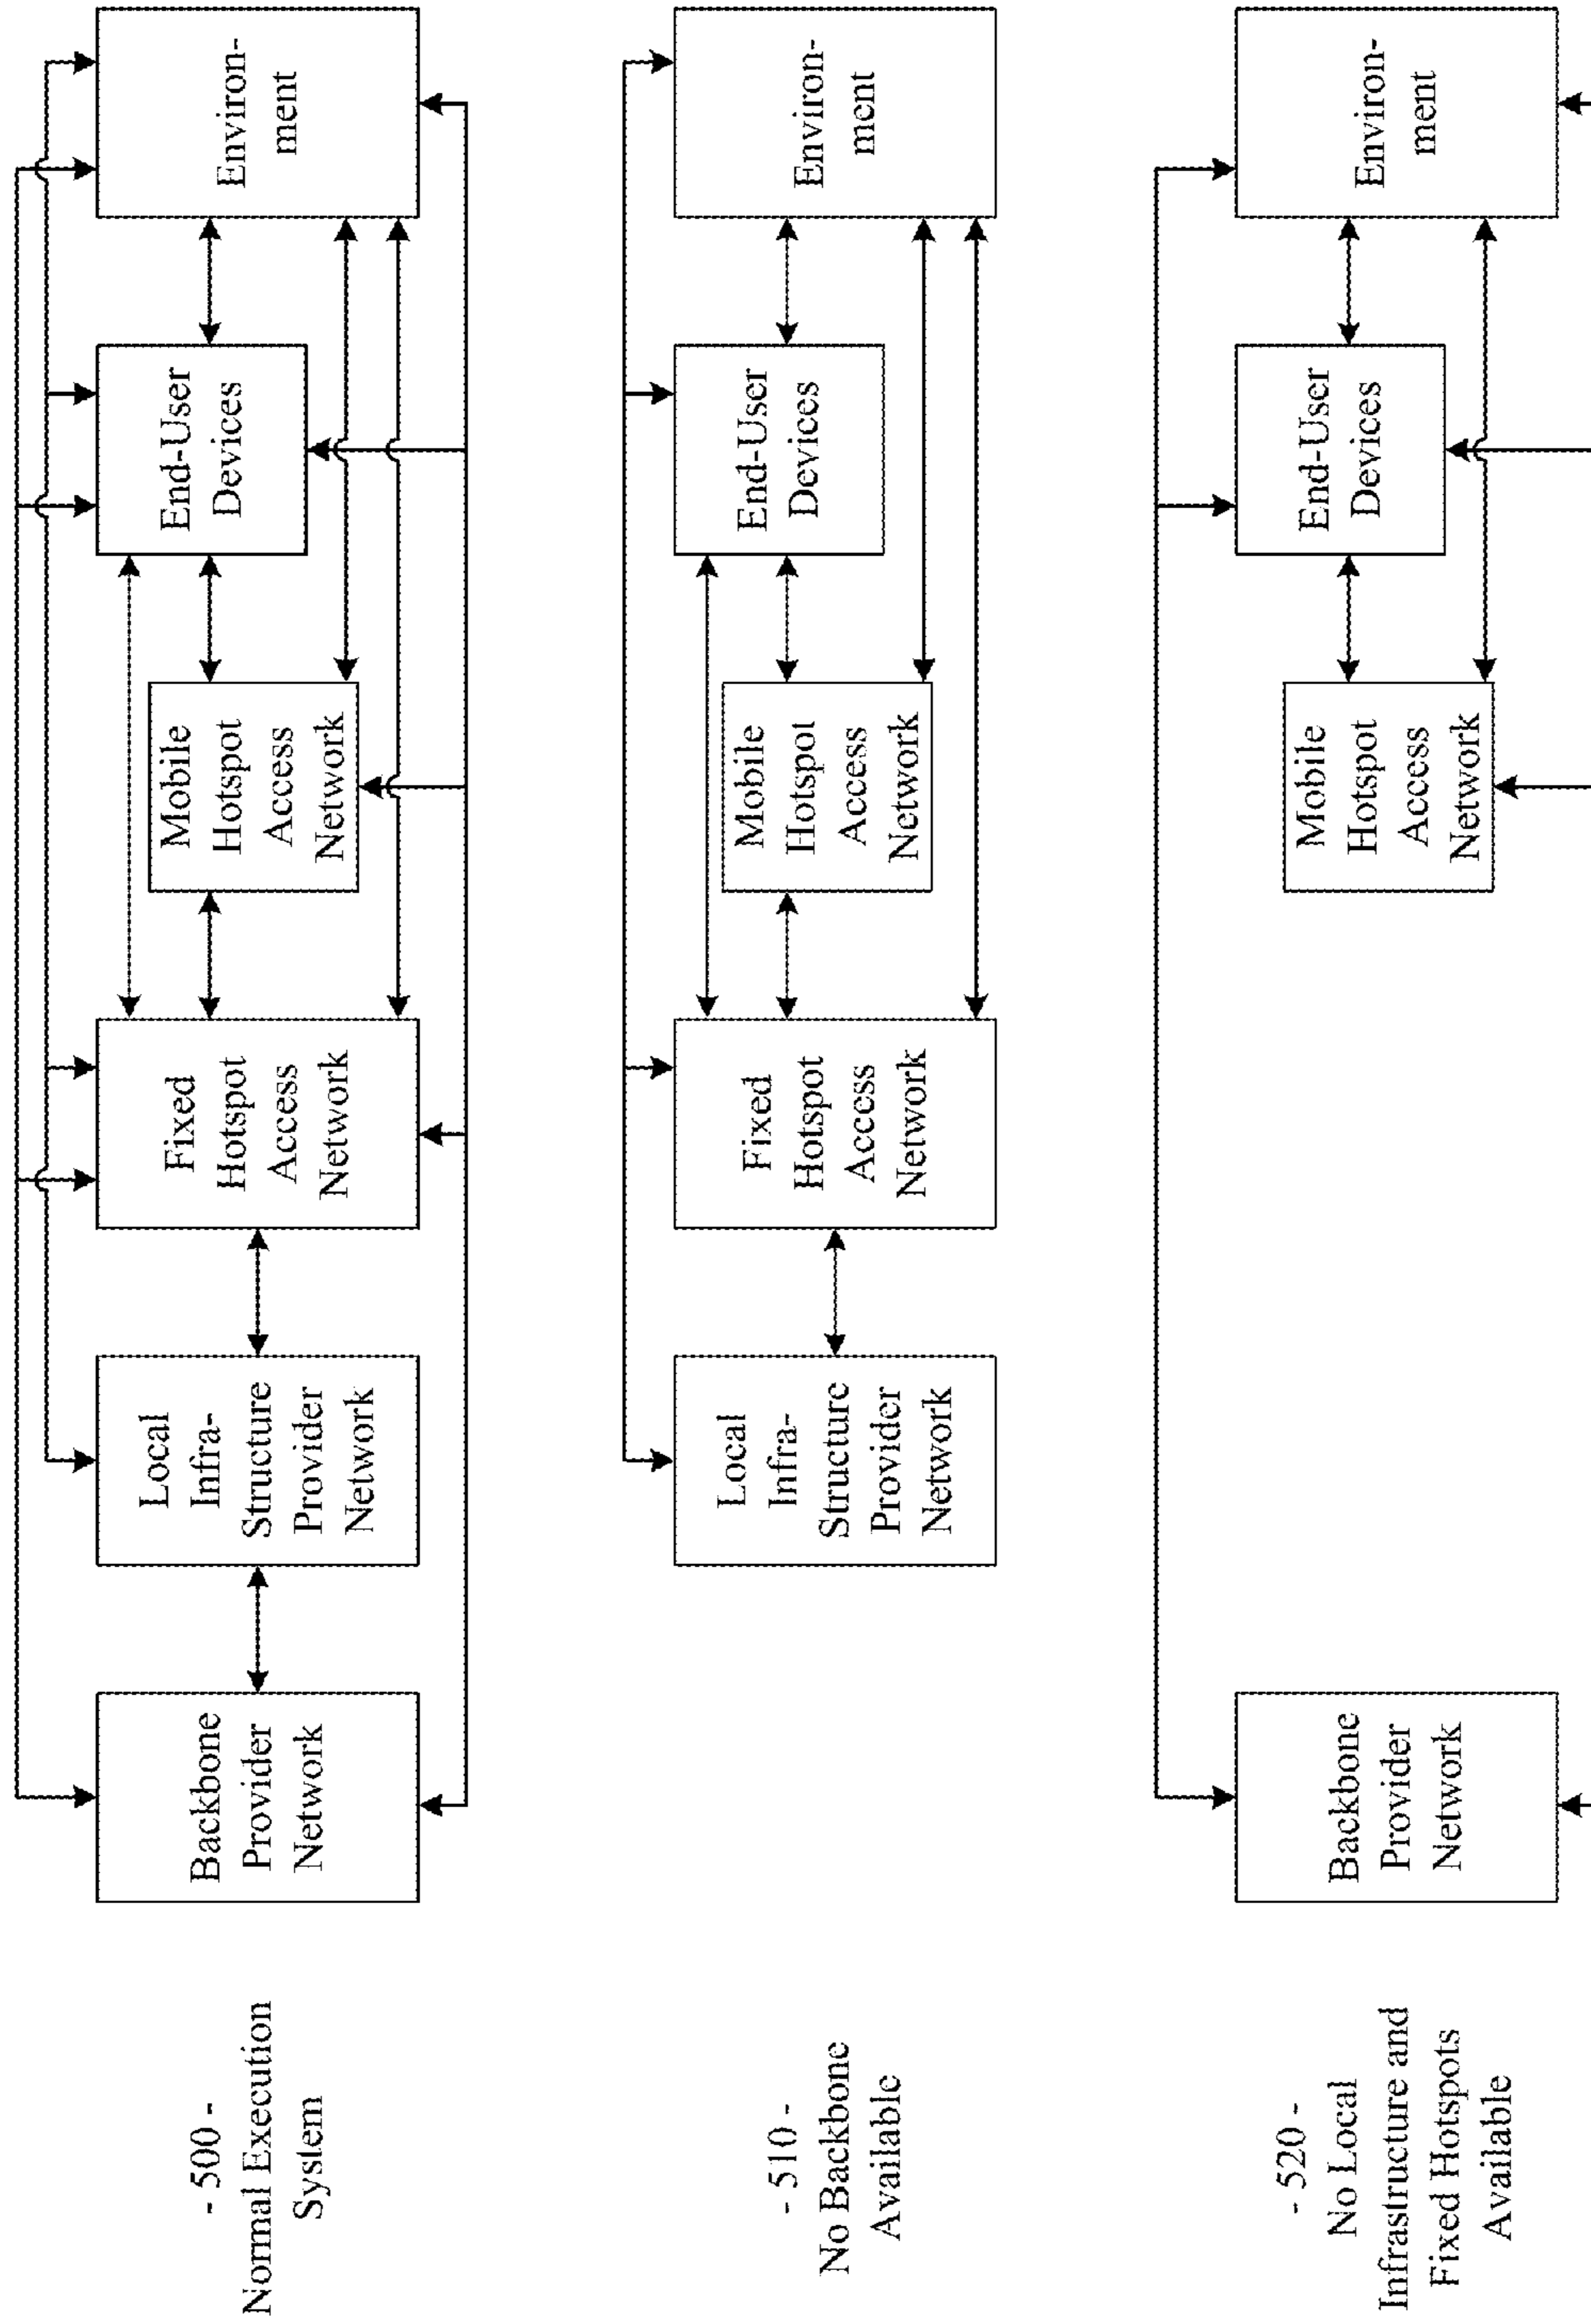 - 500 -
Normal Execution
System
Backbone
Provider
Network
Local
Infra-
Structure
Provider
Network
Fixed
Hotspot
Access
Network
Mobile
Hotspot
Access
Network
End-User
Devices
Environ-
ment
- 510 -
No Backbone
Available
Local
Infra-
Structure
Provider
Network
Fixed
Hotspot
Access
Network
Mobile
Hotspot
Access
Network
End-User
Devices
Environ-
ment
- 520 -
No Local
Infrastructure and
Fixed Hotspots
Available
Backbone
Provider
Network
Mobile
Hotspot
Access
Network
End-User
Devices
Environ-
ment